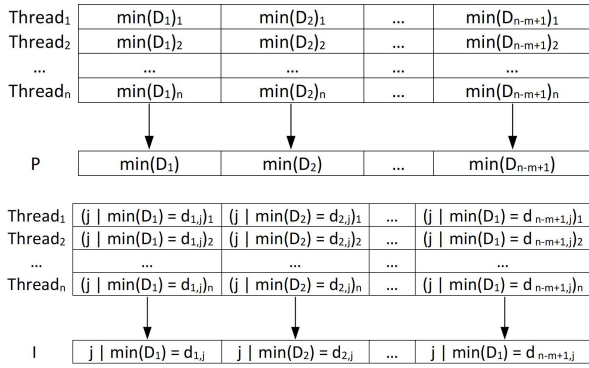 Thread₁ min(D₁)₁ min(D₂)₁ ... min(Dₙ₋ₘ₊₁)₁
Thread₂ min(D₁)₂ min(D₂)₂ ... min(Dₙ₋ₘ₊₁)₂
... ... ... ... ...
Threadₙ min(D₁)ₙ min(D₂)ₙ ... min(Dₙ₋ₘ₊₁)ₙ
P min(D₁) min(D₂) ... min(Dₙ₋ₘ₊₁)
Thread₁ (j | min(D₁) = d₁,ⱼ)₁ (j | min(D₂) = d₂,ⱼ)₁ ... (j | min(D₁) = d ₙ₋ₘ₊₁,ⱼ)₁
Thread₂ (j | min(D₁) = d₁,ⱼ)₂ (j | min(D₂) = d₂,ⱼ)₂ ... (j | min(D₁) = d ₙ₋ₘ₊₁,ⱼ)₂
... ... ... ... ...
Threadₙ (j | min(D₁) = d₁,ⱼ)ₙ (j | min(D₂) = d₂,ⱼ)ₙ ... (j | min(D₁) = d ₙ₋ₘ₊₁,ⱼ)ₙ
I j | min(D₁) = d₁,ⱼ j | min(D₂) = d₂,ⱼ ... j | min(D₁) = d ₙ₋ₘ₊₁,ⱼ